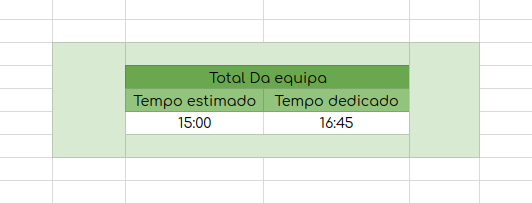 Total Da equipa
Tempo estimado Tempo dedicado
15:00 16:45